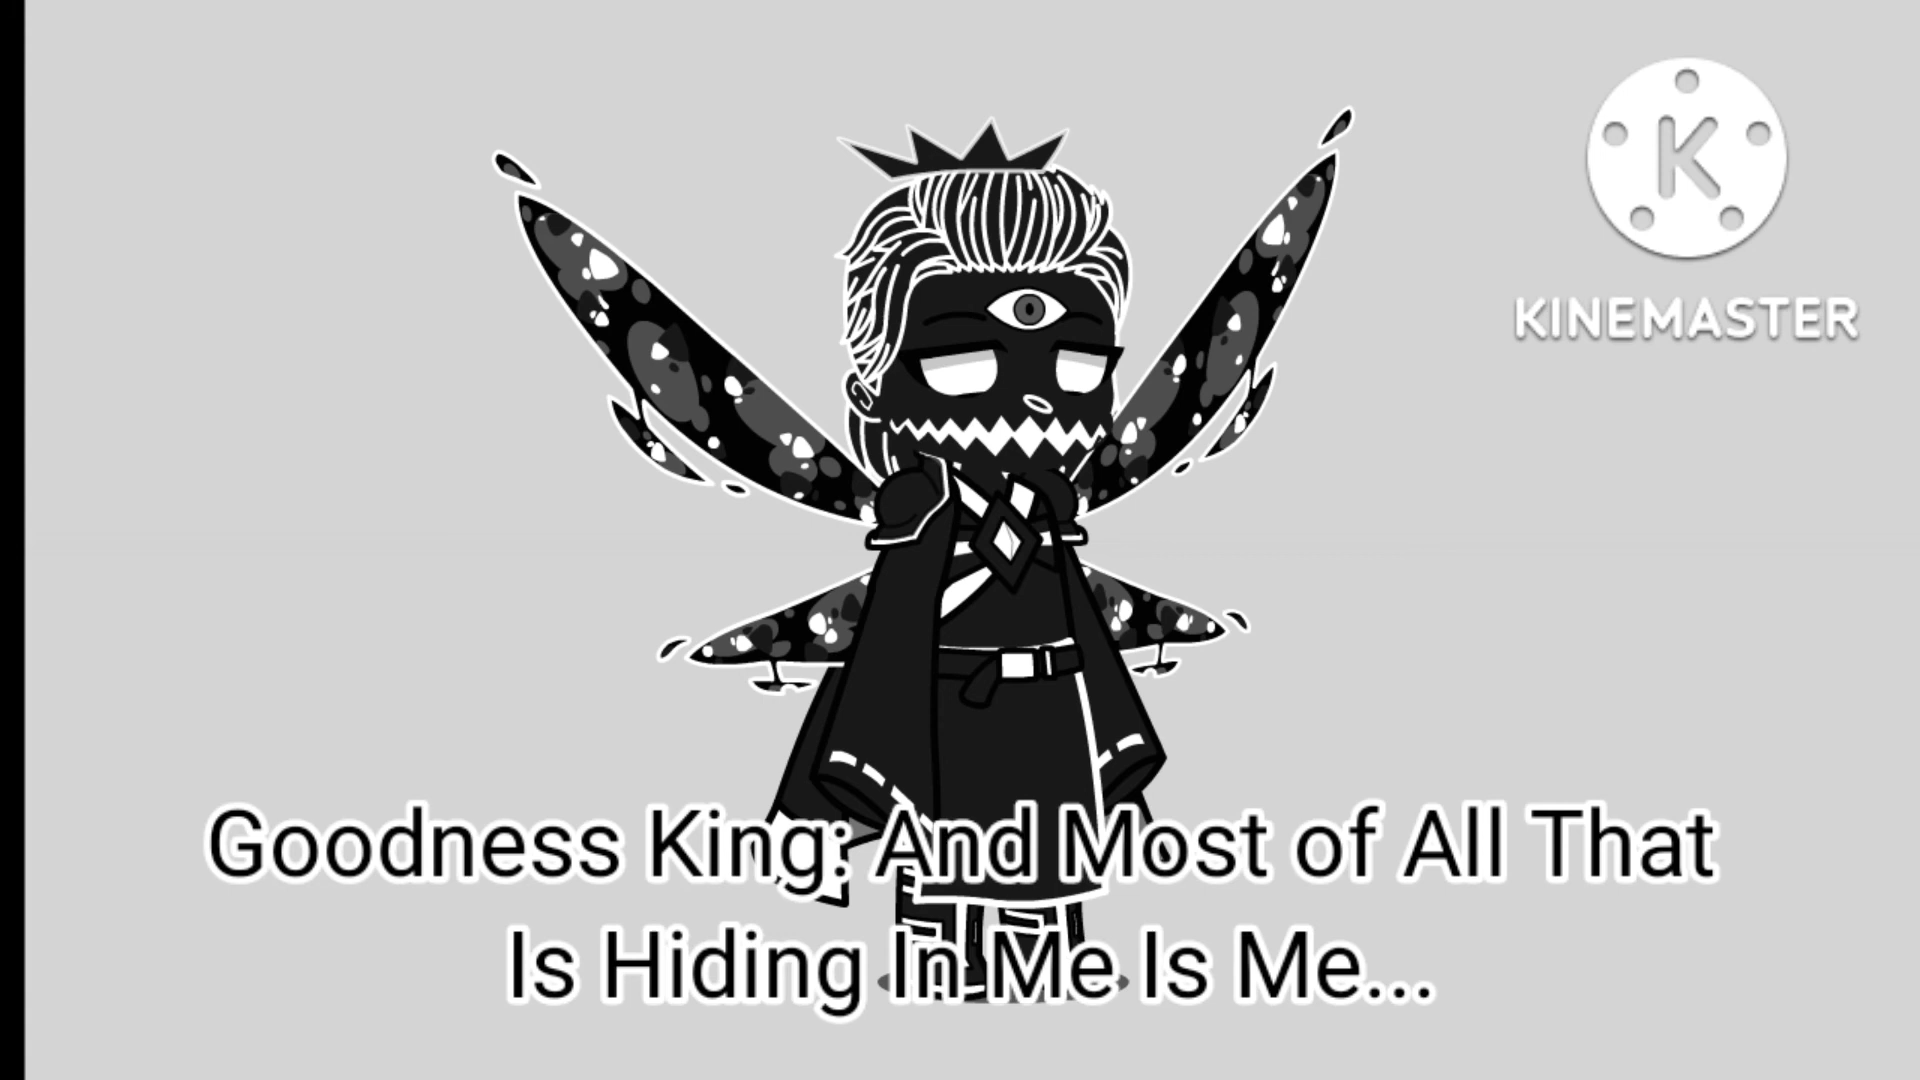 K
KINEMASTER
Goodness King: And Most of All That
Is Hiding In Me Is Me...